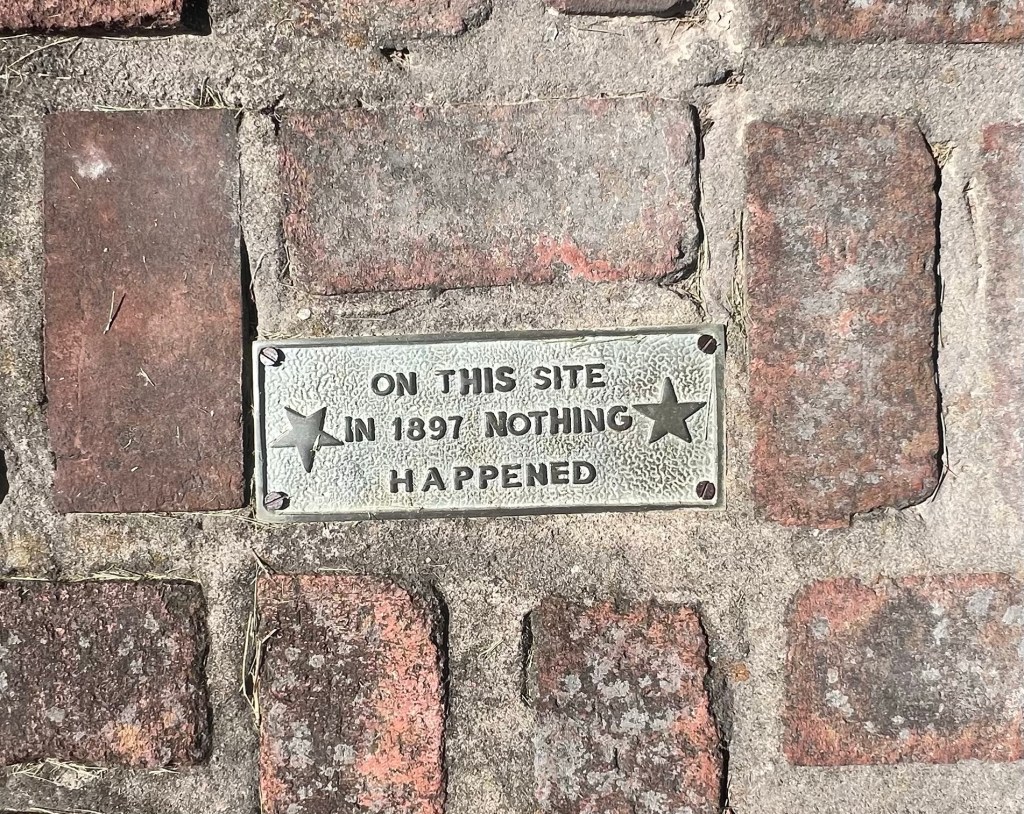 ON THIS SITE
IN 1897 NOTHING
HAPPENED